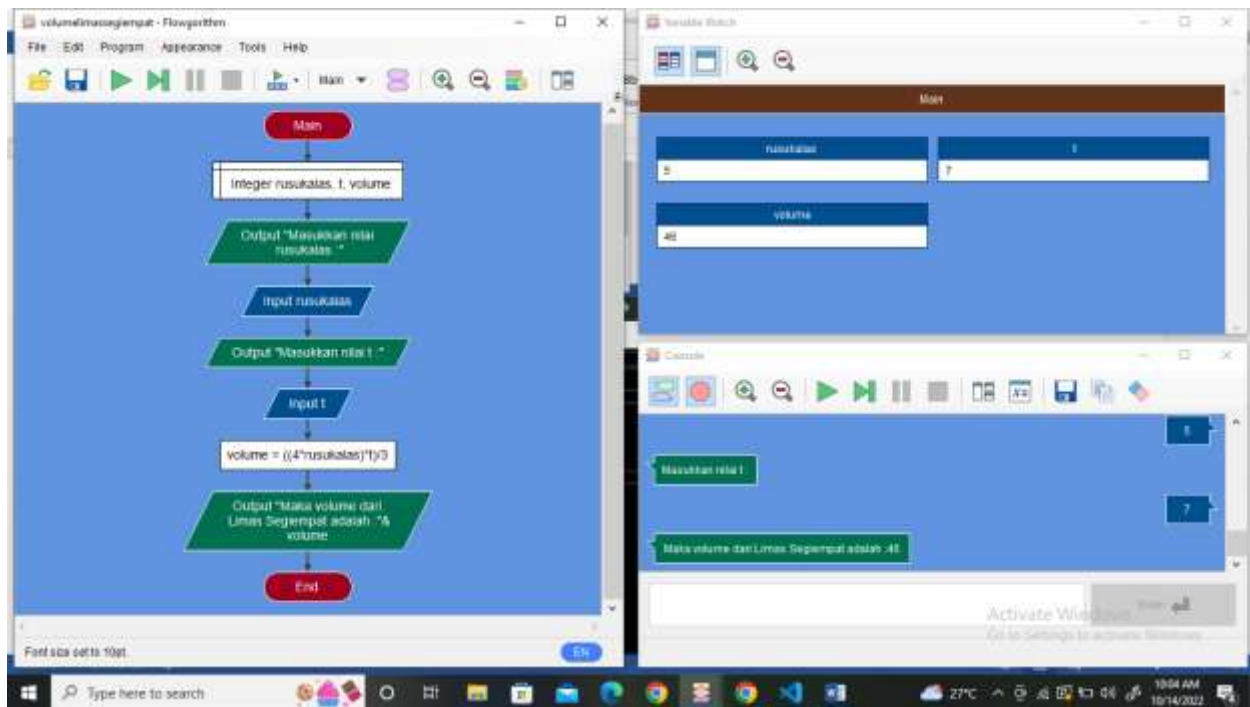 volumelimassegiempat - Flowgorithm
File Edit Program Appearance Tools Help
Main
Main
Integer rusukalas, t, volume
Output "Masukkan nilai
rusukalas :"
Input rusukalas
Output "Masukkan nilai t :"
Input t
volume = ((4*rusukalas)*t)/3
Output "Maka volume dari
Limas Segiempat adalah :"&
volume
End
Font size set to 10pt.
EN
Variable Watch
Main
rusukalas
t
5
7
volume
46
Console
5
Masukkan nilai t
7
Maka volume dari Limas Segiempat adalah :46
Enter
Activate Windows
Go to Settings to activate Windows.
Type here to search
27°C
10:04 AM
10/14/2022